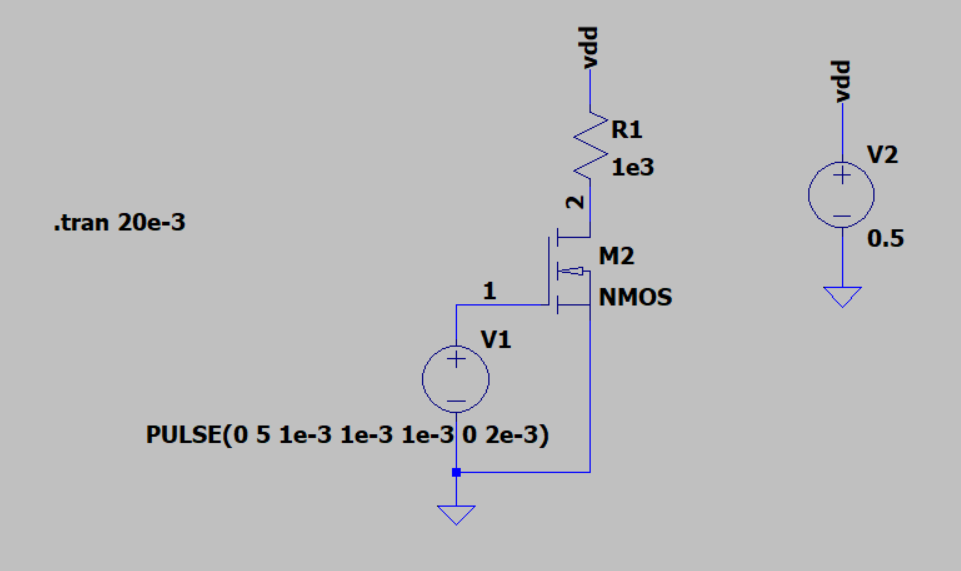 vdd
vdd
R1
V2
1e3
2
.tran 20e-3
0.5
M2
1
NMOS
V1
PULSE(0 5 1e-3 1e-3 1e-3 0 2e-3)